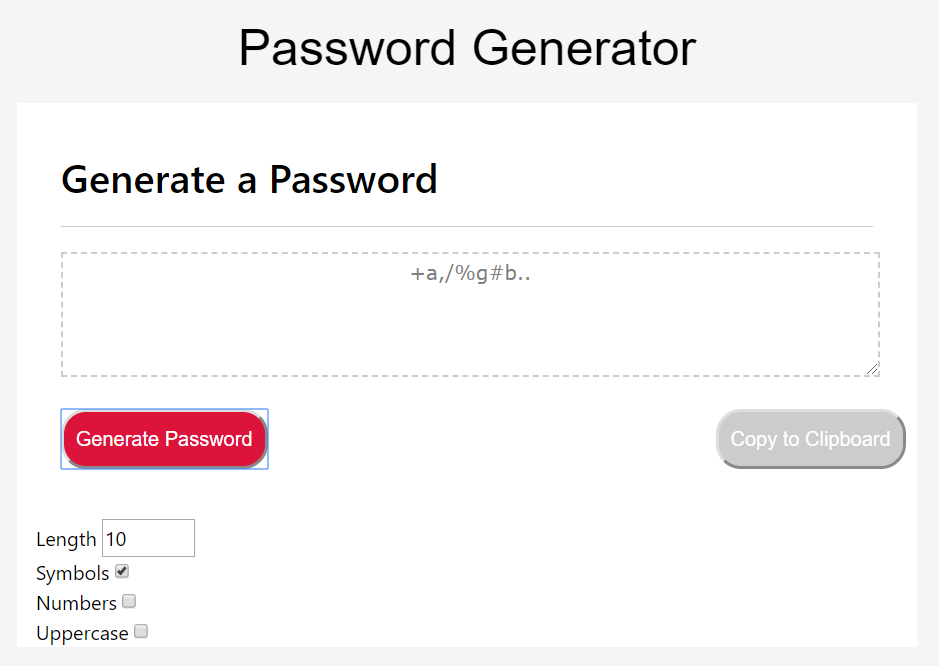 Password Generator
Generate a Password
+a,/%g#b..
Generate Password
Copy to Clipboard
Length 10
Symbols
Numbers
Uppercase